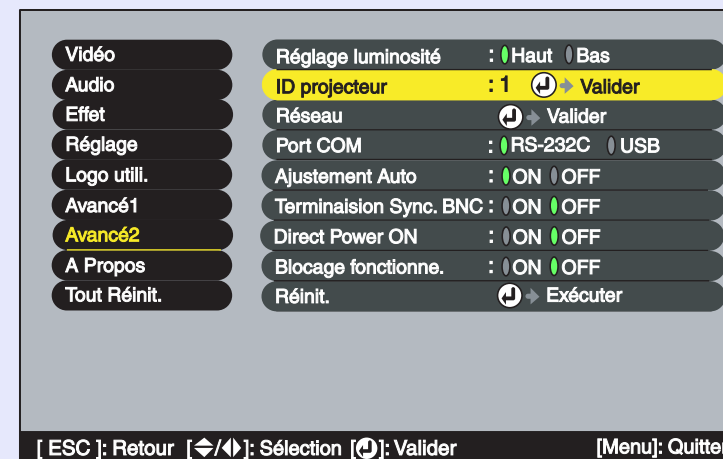 Vidéo
Audio
Effet
Réglage
Logo utili.
Avancé1
Avancé2
A Propos
Tout Réinit.
Réglage luminosité : Haut Bas
ID projecteur : 1 Valider
Réseau Valider
Port COM : RS-232C USB
Ajustement Auto : ON OFF
Terminaision Sync. BNC : ON OFF
Direct Power ON : ON OFF
Blocage fonctionne. : ON OFF
Réinit. Exécuter
[ ESC ]: Retour [/]: Sélection []: Valider [Menu]: Quitter